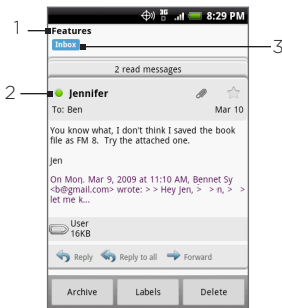 3G 8:29 PM
1 Features
Inbox 3
2 read messages
2 Jennifer
To: Ben Mar 10
You know what, I don't think I saved the book
file as FM 8. Try the attached one.
Jen
On Mon, Mar 9, 2009 at 11:10 AM, Bennet Sy
<b@gmail.com> wrote: > > Hey Jen, > > n, >
let me k...
User
16KB
Reply Reply to all Forward
Archive Labels Delete